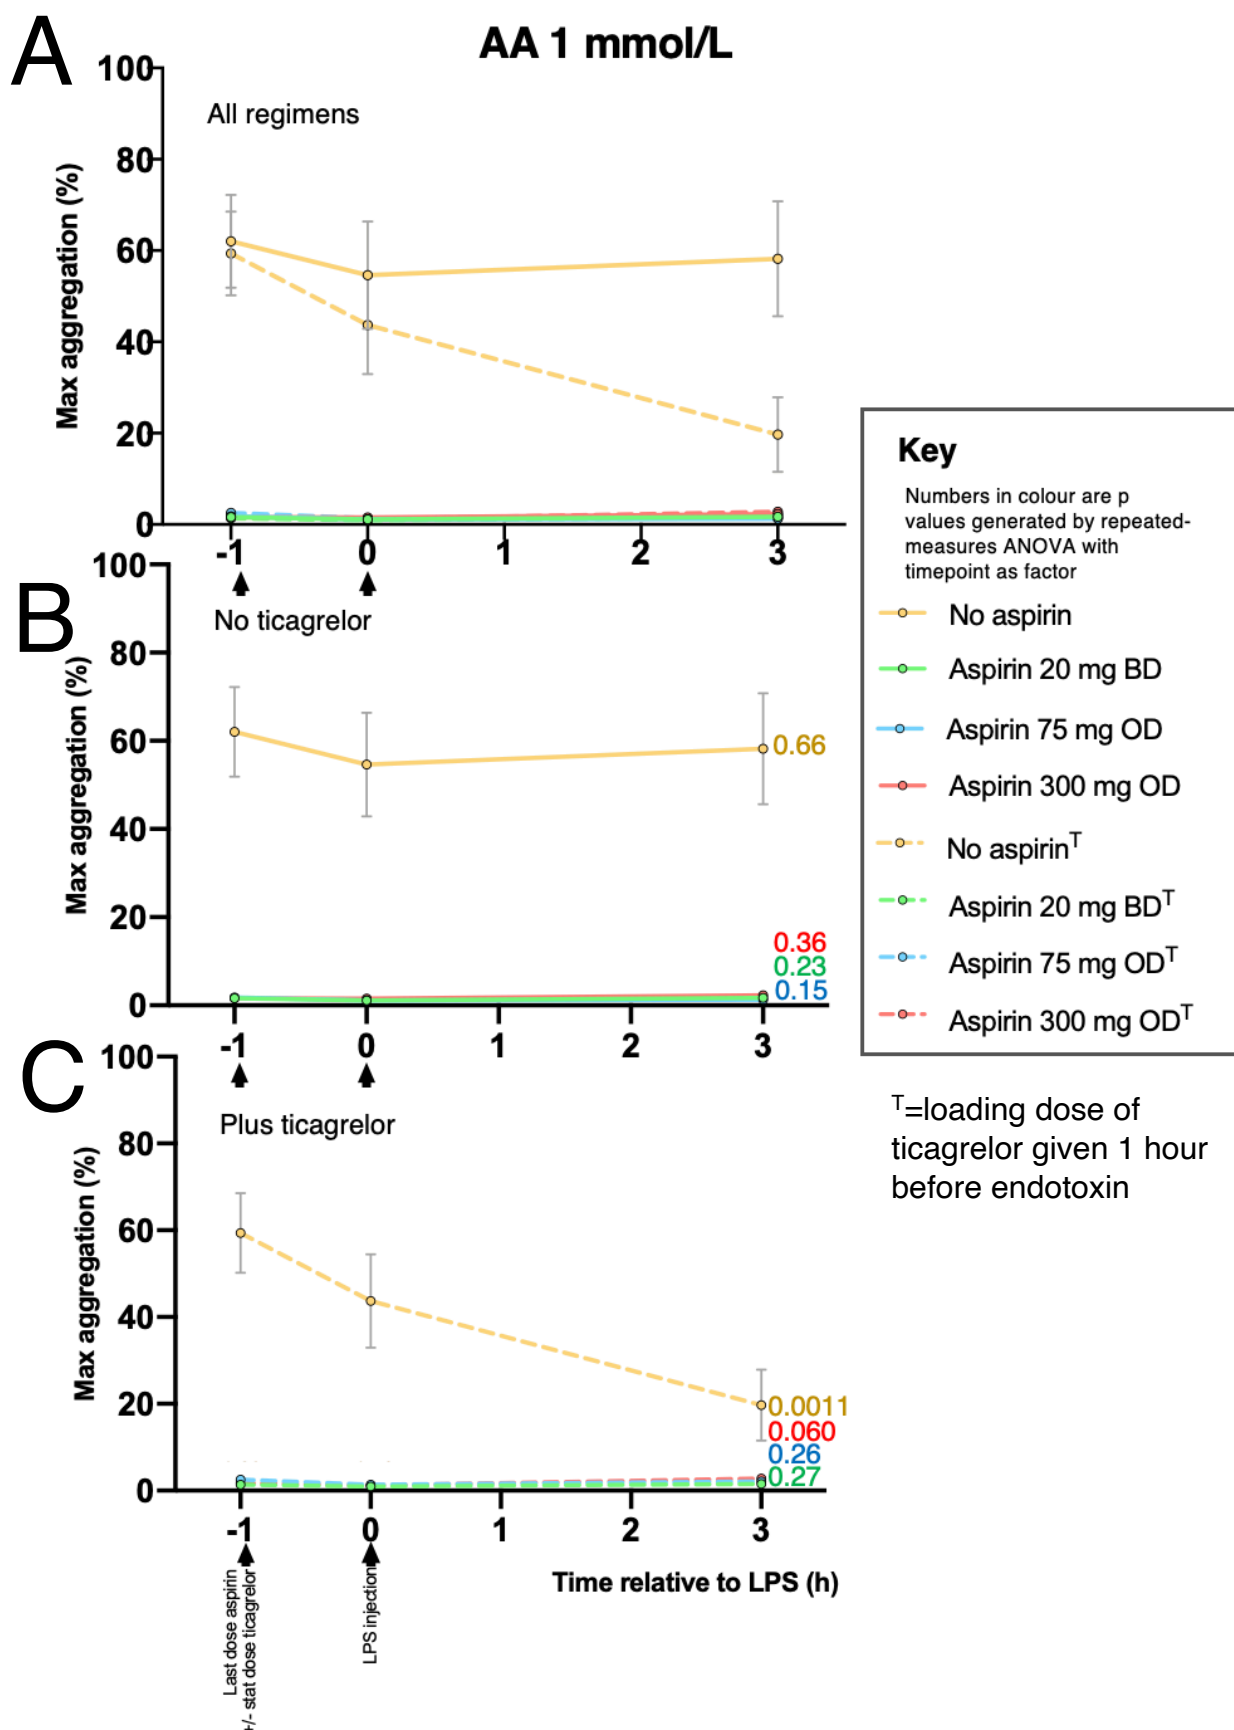 A
AA 1 mmol/L
All regimens
Max aggregation (%)
100
80
60
40
20
0
-1
0
1
2
3
B
No ticagrelor
Max aggregation (%)
100
80
60
40
20
0
0.66
0.36
0.23
0.15
-1
0
1
2
3
C
Plus ticagrelor
Max aggregation (%)
100
80
60
40
20
0
0.0011
0.060
0.26
0.27
-1
0
1
2
3
Last dose aspirin
+/- stat dose ticagrelor
LPS injection
Time relative to LPS (h)
Key
Numbers in colour are p
values generated by repeated-
measures ANOVA with
timepoint as factor
No aspirin
Aspirin 20 mg BD
Aspirin 75 mg OD
Aspirin 300 mg OD
No aspirinᵀ
Aspirin 20 mg BDᵀ
Aspirin 75 mg ODᵀ
Aspirin 300 mg ODᵀ
ᵀ=loading dose of
ticagrelor given 1 hour
before endotoxin